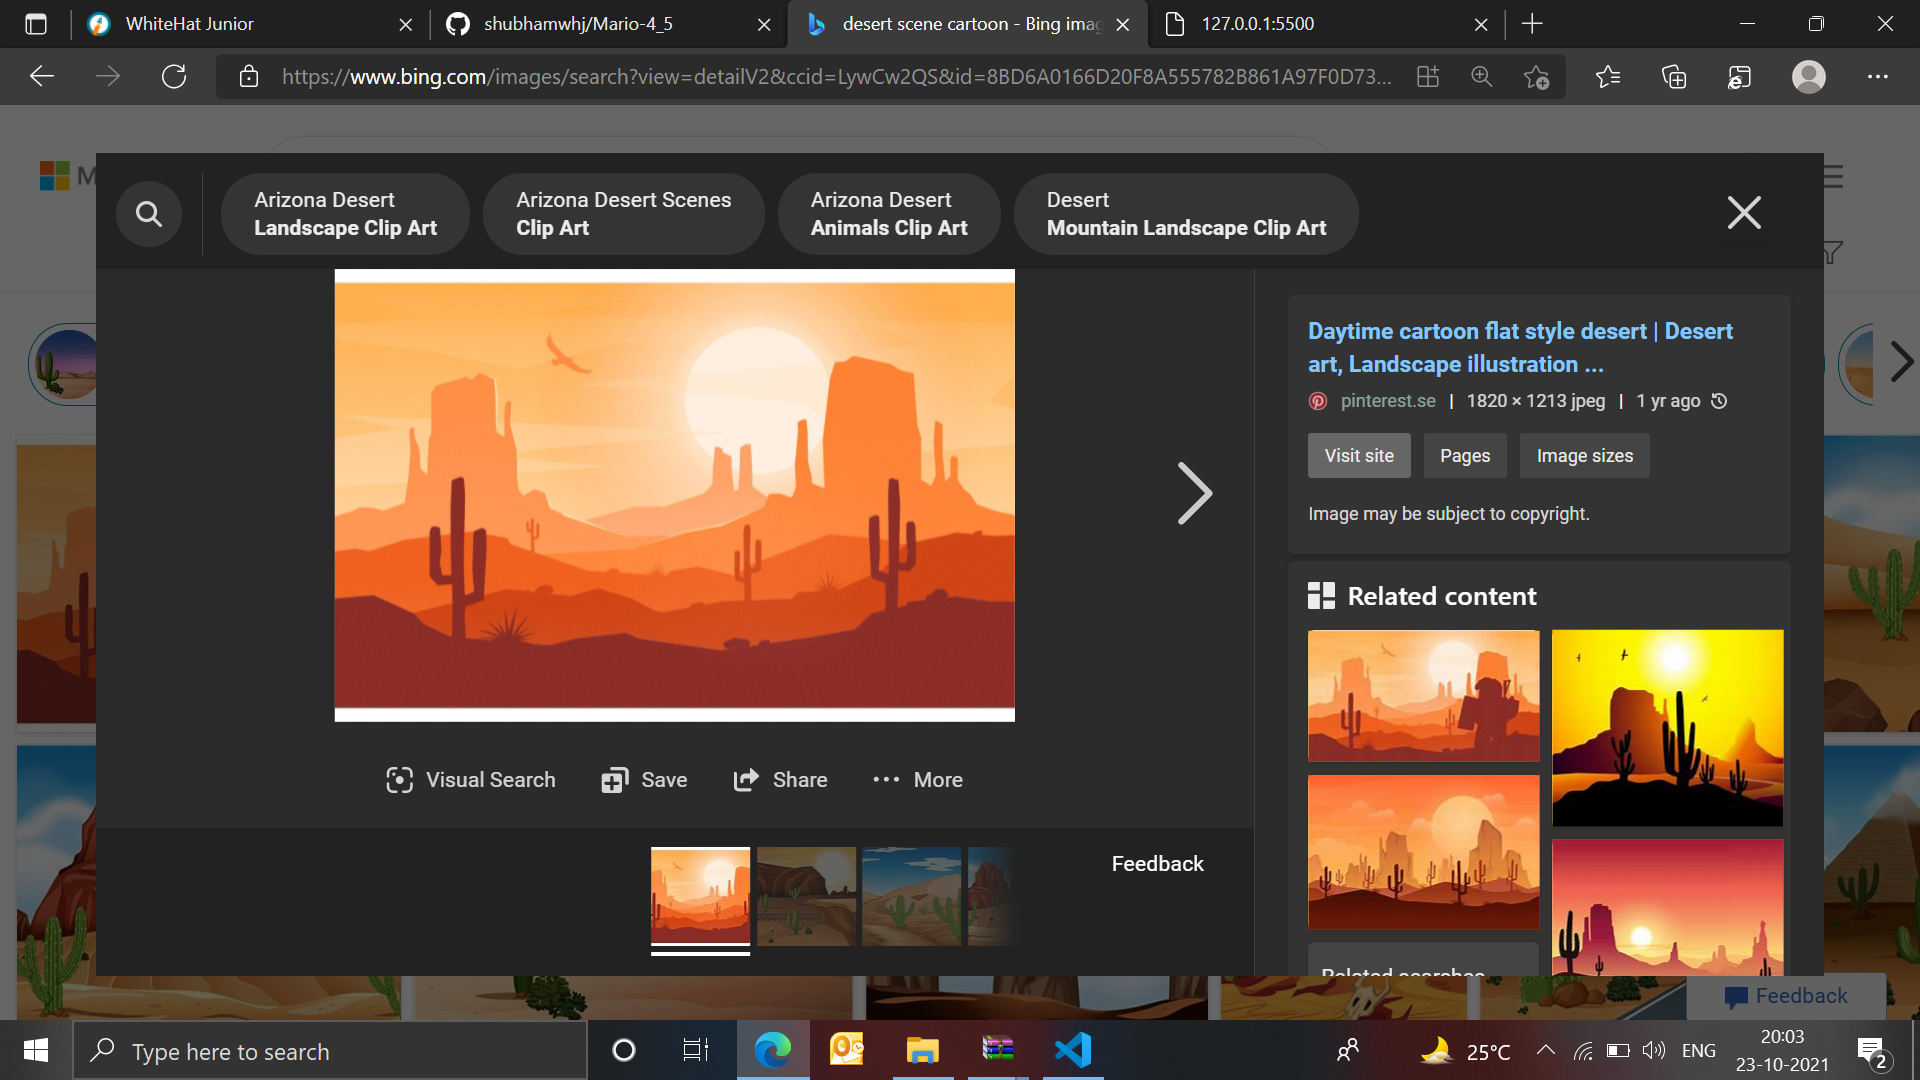 WhiteHat Junior
shubhamwhj/Mario-4_5
desert scene cartoon - Bing imag
127.0.0.1:5500
https://www.bing.com/images/search?view=detailV2&ccid=LywCw2QS&id=8BD6A0166D20F8A555782B861A97F0D73...
M
Arizona Desert
Landscape Clip Art
Arizona Desert Scenes
Clip Art
Arizona Desert
Animals Clip Art
Desert
Mountain Landscape Clip Art
Daytime cartoon flat style desert | Desert
art, Landscape illustration ...
pinterest.se | 1820 × 1213 jpeg | 1 yr ago
Visit site
Pages
Image sizes
Image may be subject to copyright.
Related content
Visual Search
Save
Share
More
Feedback
Related searches
Feedback
Type here to search
25°C
ENG
20:03
23-10-2021
2